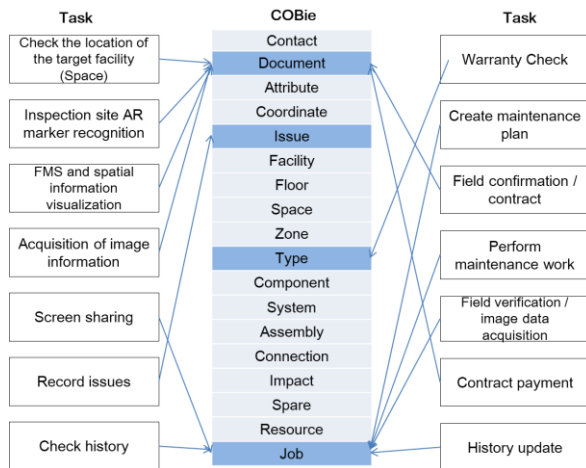 Task
Check the location of
the target facility
(Space)
Inspection site AR
marker recognition
FMS and spatial
information
visualization
Acquisition of image
information
Screen sharing
Record issues
Check history
COBie
Contact
Document
Attribute
Coordinate
Issue
Facility
Floor
Space
Zone
Type
Component
System
Assembly
Connection
Impact
Spare
Resource
Job
Task
Warranty Check
Create maintenance
plan
Field confirmation /
contract
Perform
maintenance work
Field verification /
image data
acquisition
Contract payment
History update